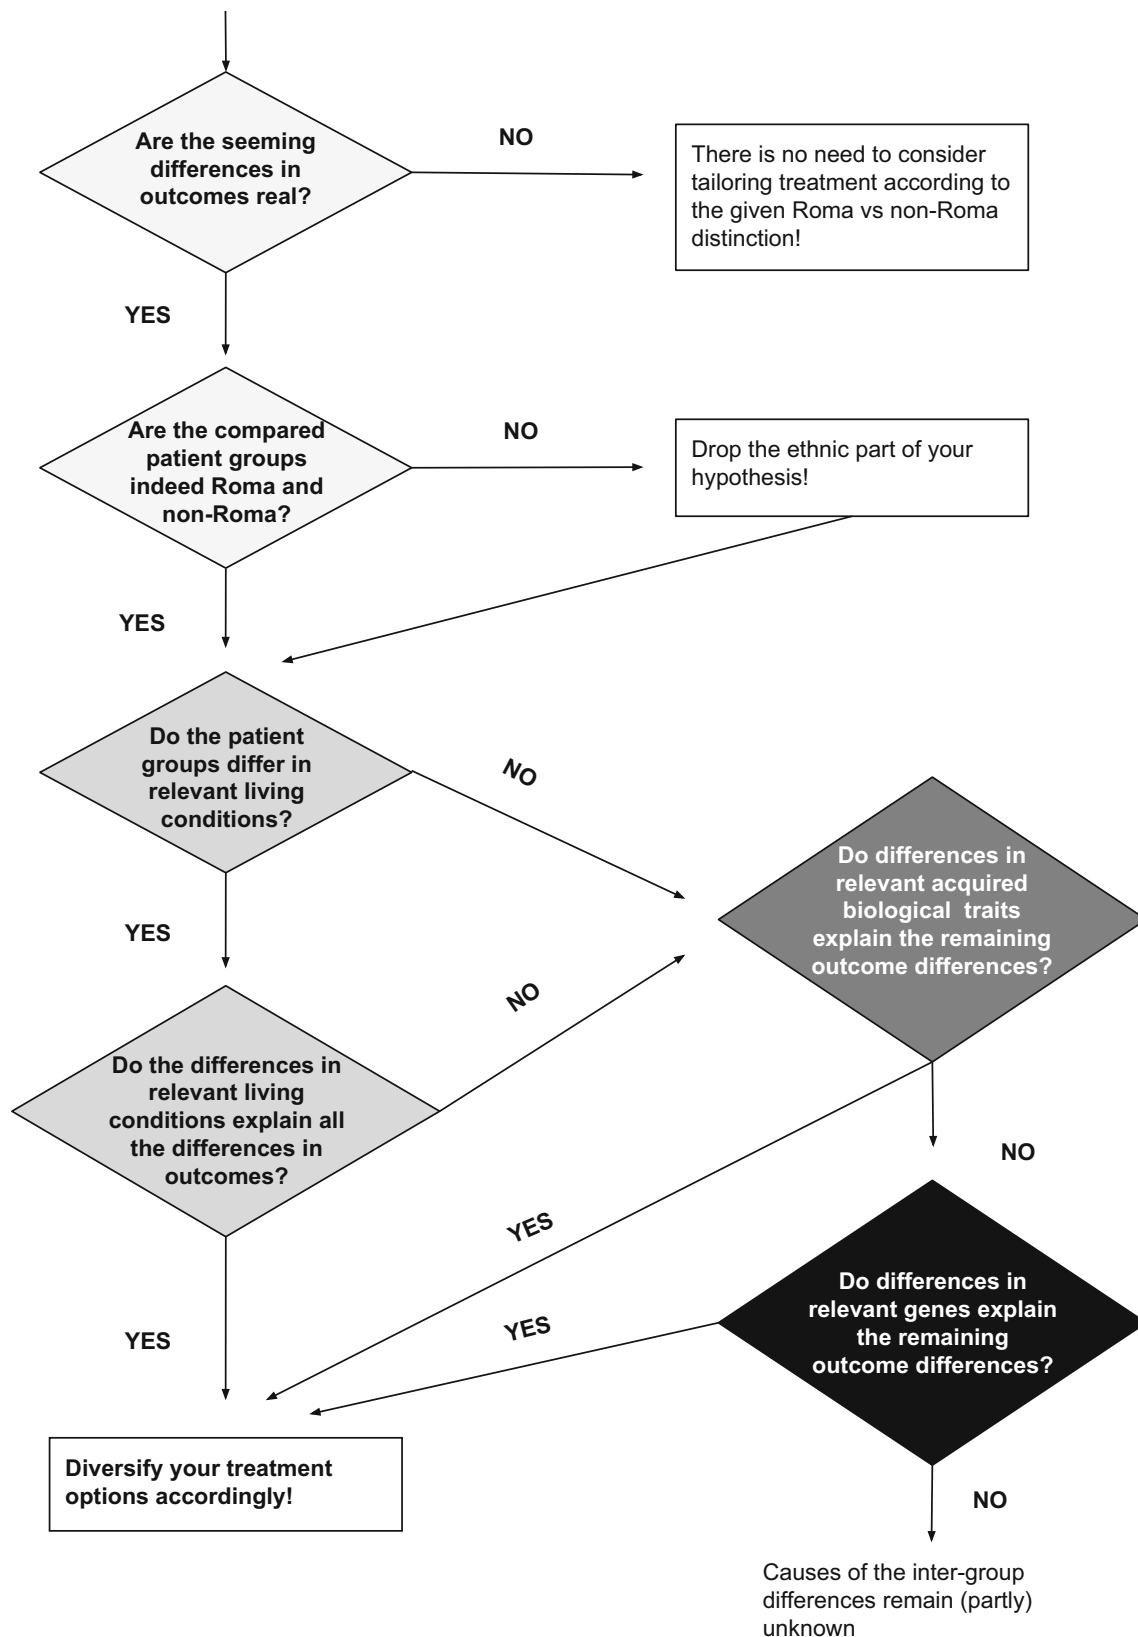 Are the seeming
differences in
outcomes real?
NO
There is no need to consider
tailoring treatment according to
the given Roma vs non-Roma
distinction!
YES
Are the compared
patient groups
indeed Roma and
non-Roma?
NO
Drop the ethnic part of your
hypothesis!
YES
Do the patient
groups differ in
relevant living
conditions?
NO
Do differences in
relevant acquired
biological traits
explain the remaining
outcome differences?
YES
NO
Do the differences in
relevant living
conditions explain all
the differences in
outcomes?
NO
YES
Do differences in
relevant genes explain
the remaining
outcome differences?
YES
YES
Diversify your treatment
options accordingly!
NO
Causes of the inter-group
differences remain (partly)
unknown